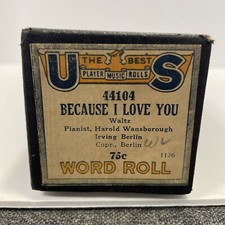 U THE BEST S
PLAYER MUSIC ROLLS
44104
BECAUSE I LOVE YOU
Waltz
Pianist, Harold Wansborough
Irving Berlin
Copr., Berlin
75c
1126
WORD ROLL